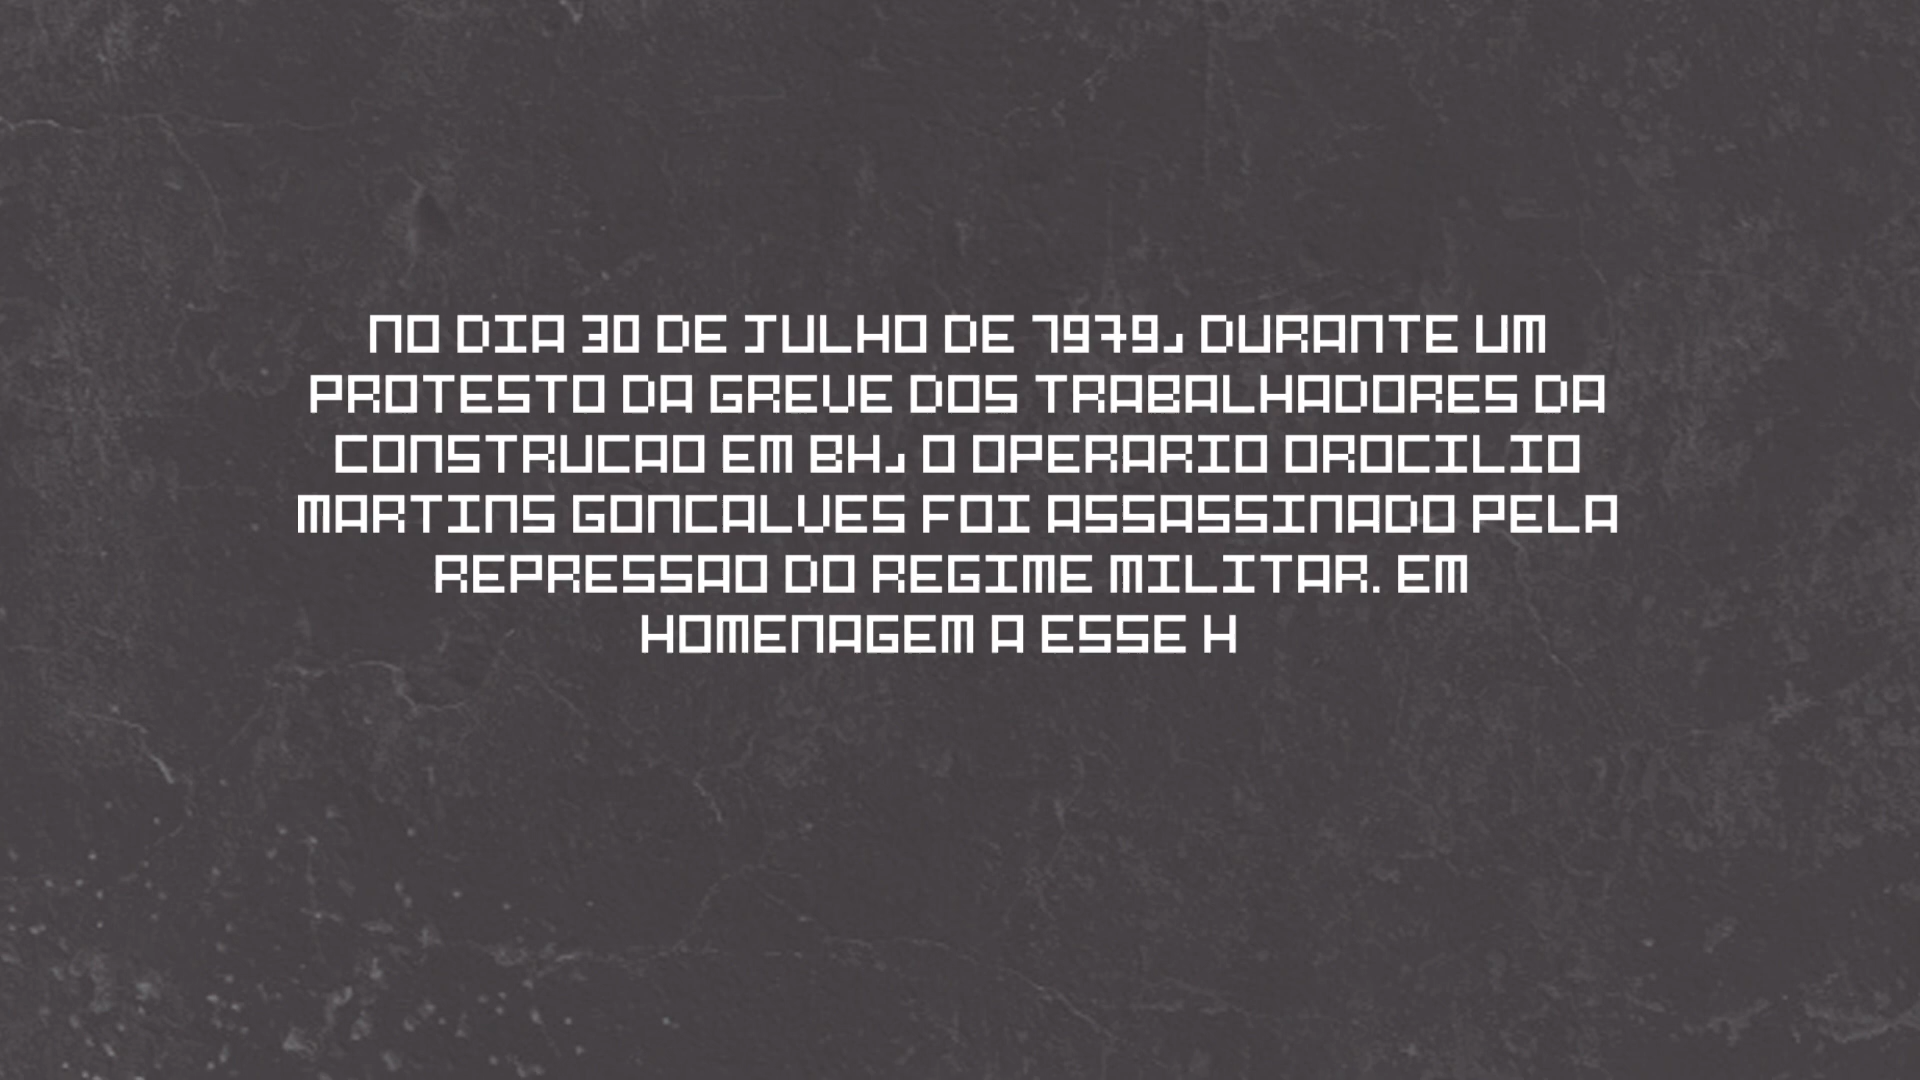 NO DIA 30 DE JULHO DE 1979, DURANTE UM
PROTESTO DA GREVE DOS TRABALHADORES DA
CONSTRUCAO EM BH, O OPERARIO OROCILIO
MARTINS GONCALVES FOI ASSASSINADO PELA
REPRESSAO DO REGIME MILITAR. EM
HOMENAGEM A ESSE H